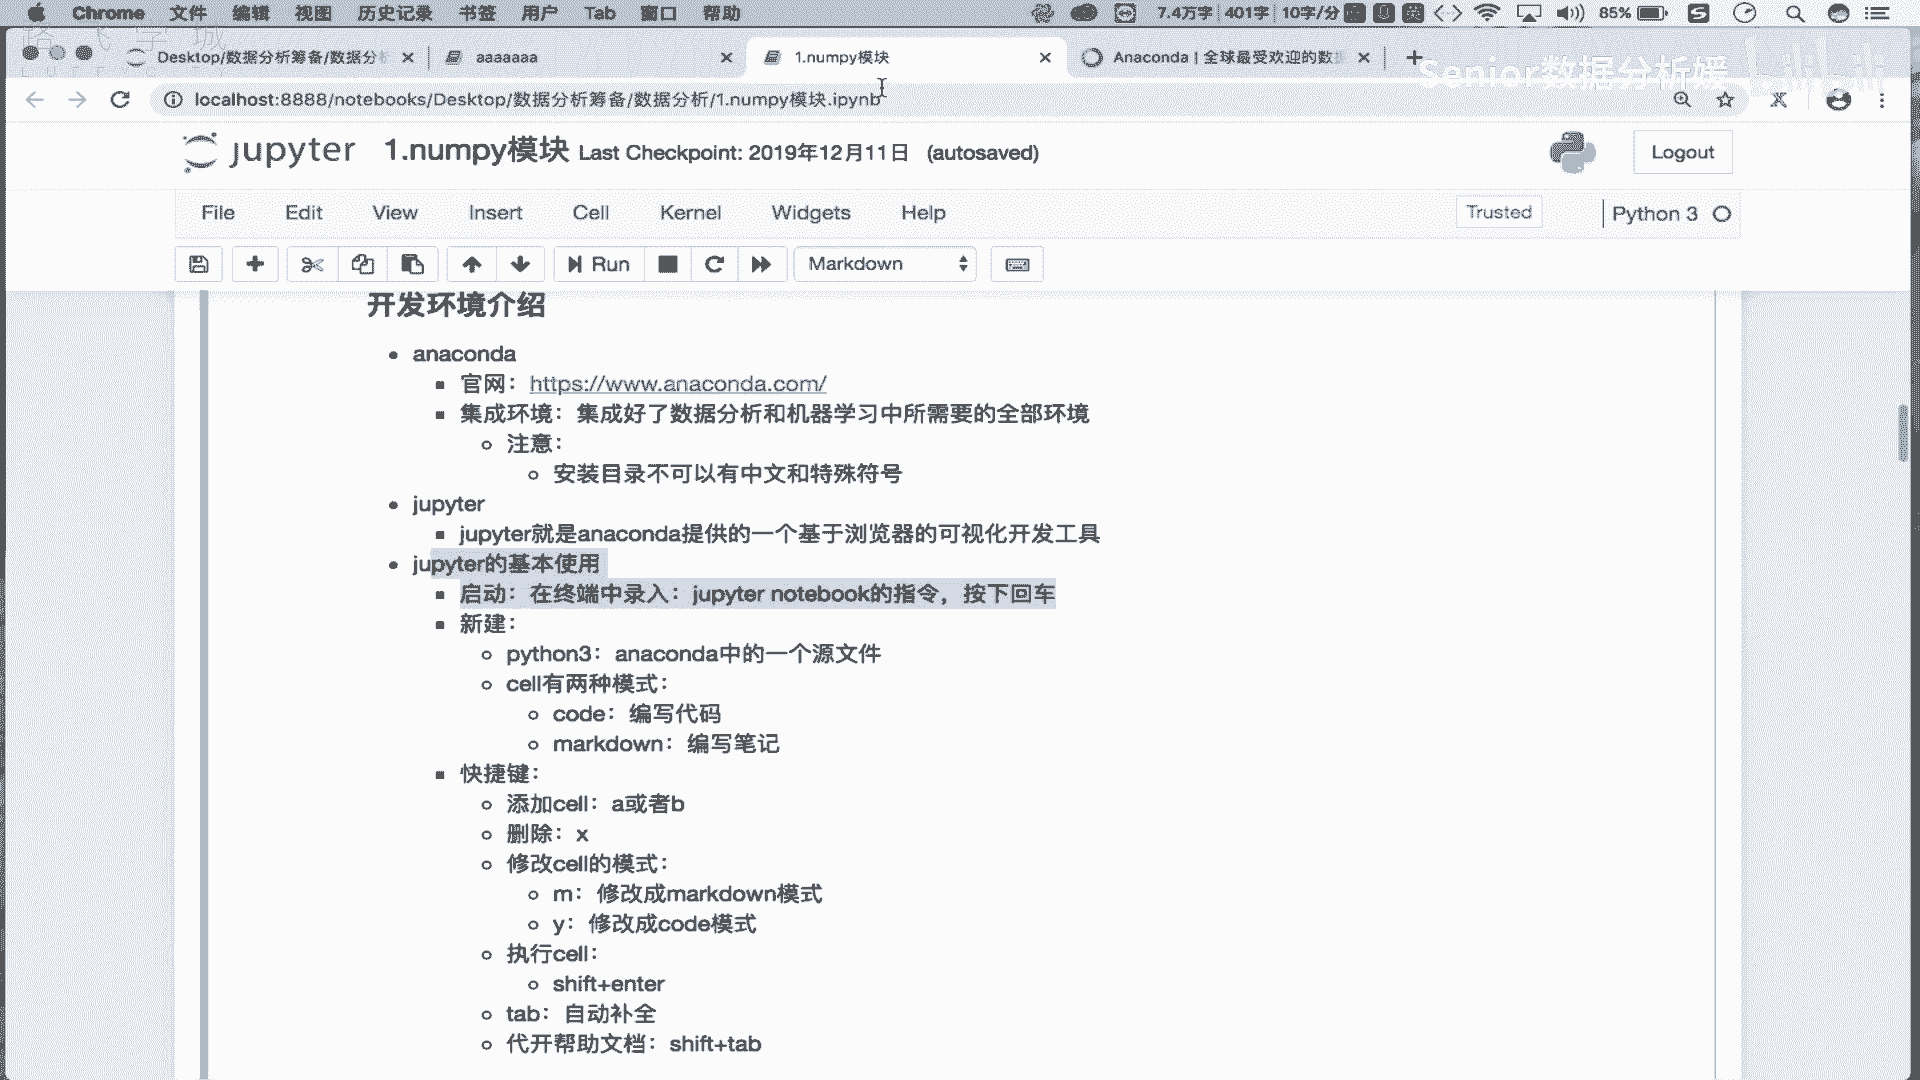 Chrome 文件 编辑 视图 历史记录 书签 用户 Tab 窗口 帮助 7.4万字 401字 10字/分 英 85% S
Desktop/数据分析筹备/数据分析 aaaaaaa 1.numpy模块 Anaconda | 全球最受欢迎的数据
Senior数据分析媛
localhost:8888/notebooks/Desktop/数据分析筹备/数据分析/1.numpy模块.ipynb
jupyter 1.numpy模块 Last Checkpoint: 2019年12月11日 (autosaved) Logout
File Edit View Insert Cell Kernel Widgets Help Trusted Python 3
Run Markdown
开发环境介绍
anaconda
官网：https://www.anaconda.com/
集成环境：集成好了数据分析和机器学习中所需要的全部环境
注意：
安装目录不可以有中文和特殊符号
jupyter
jupyter就是anaconda提供的一个基于浏览器的可视化开发工具
jupyter的基本使用
启动：在终端中录入：jupyter notebook的指令，按下回车
新建：
python3：anaconda中的一个源文件
cell有两种模式：
code：编写代码
markdown：编写笔记
快捷键：
添加cell：a或者b
删除：x
修改cell的模式：
m：修改成markdown模式
y：修改成code模式
执行cell：
shift+enter
tab：自动补全
代开帮助文档：shift+tab